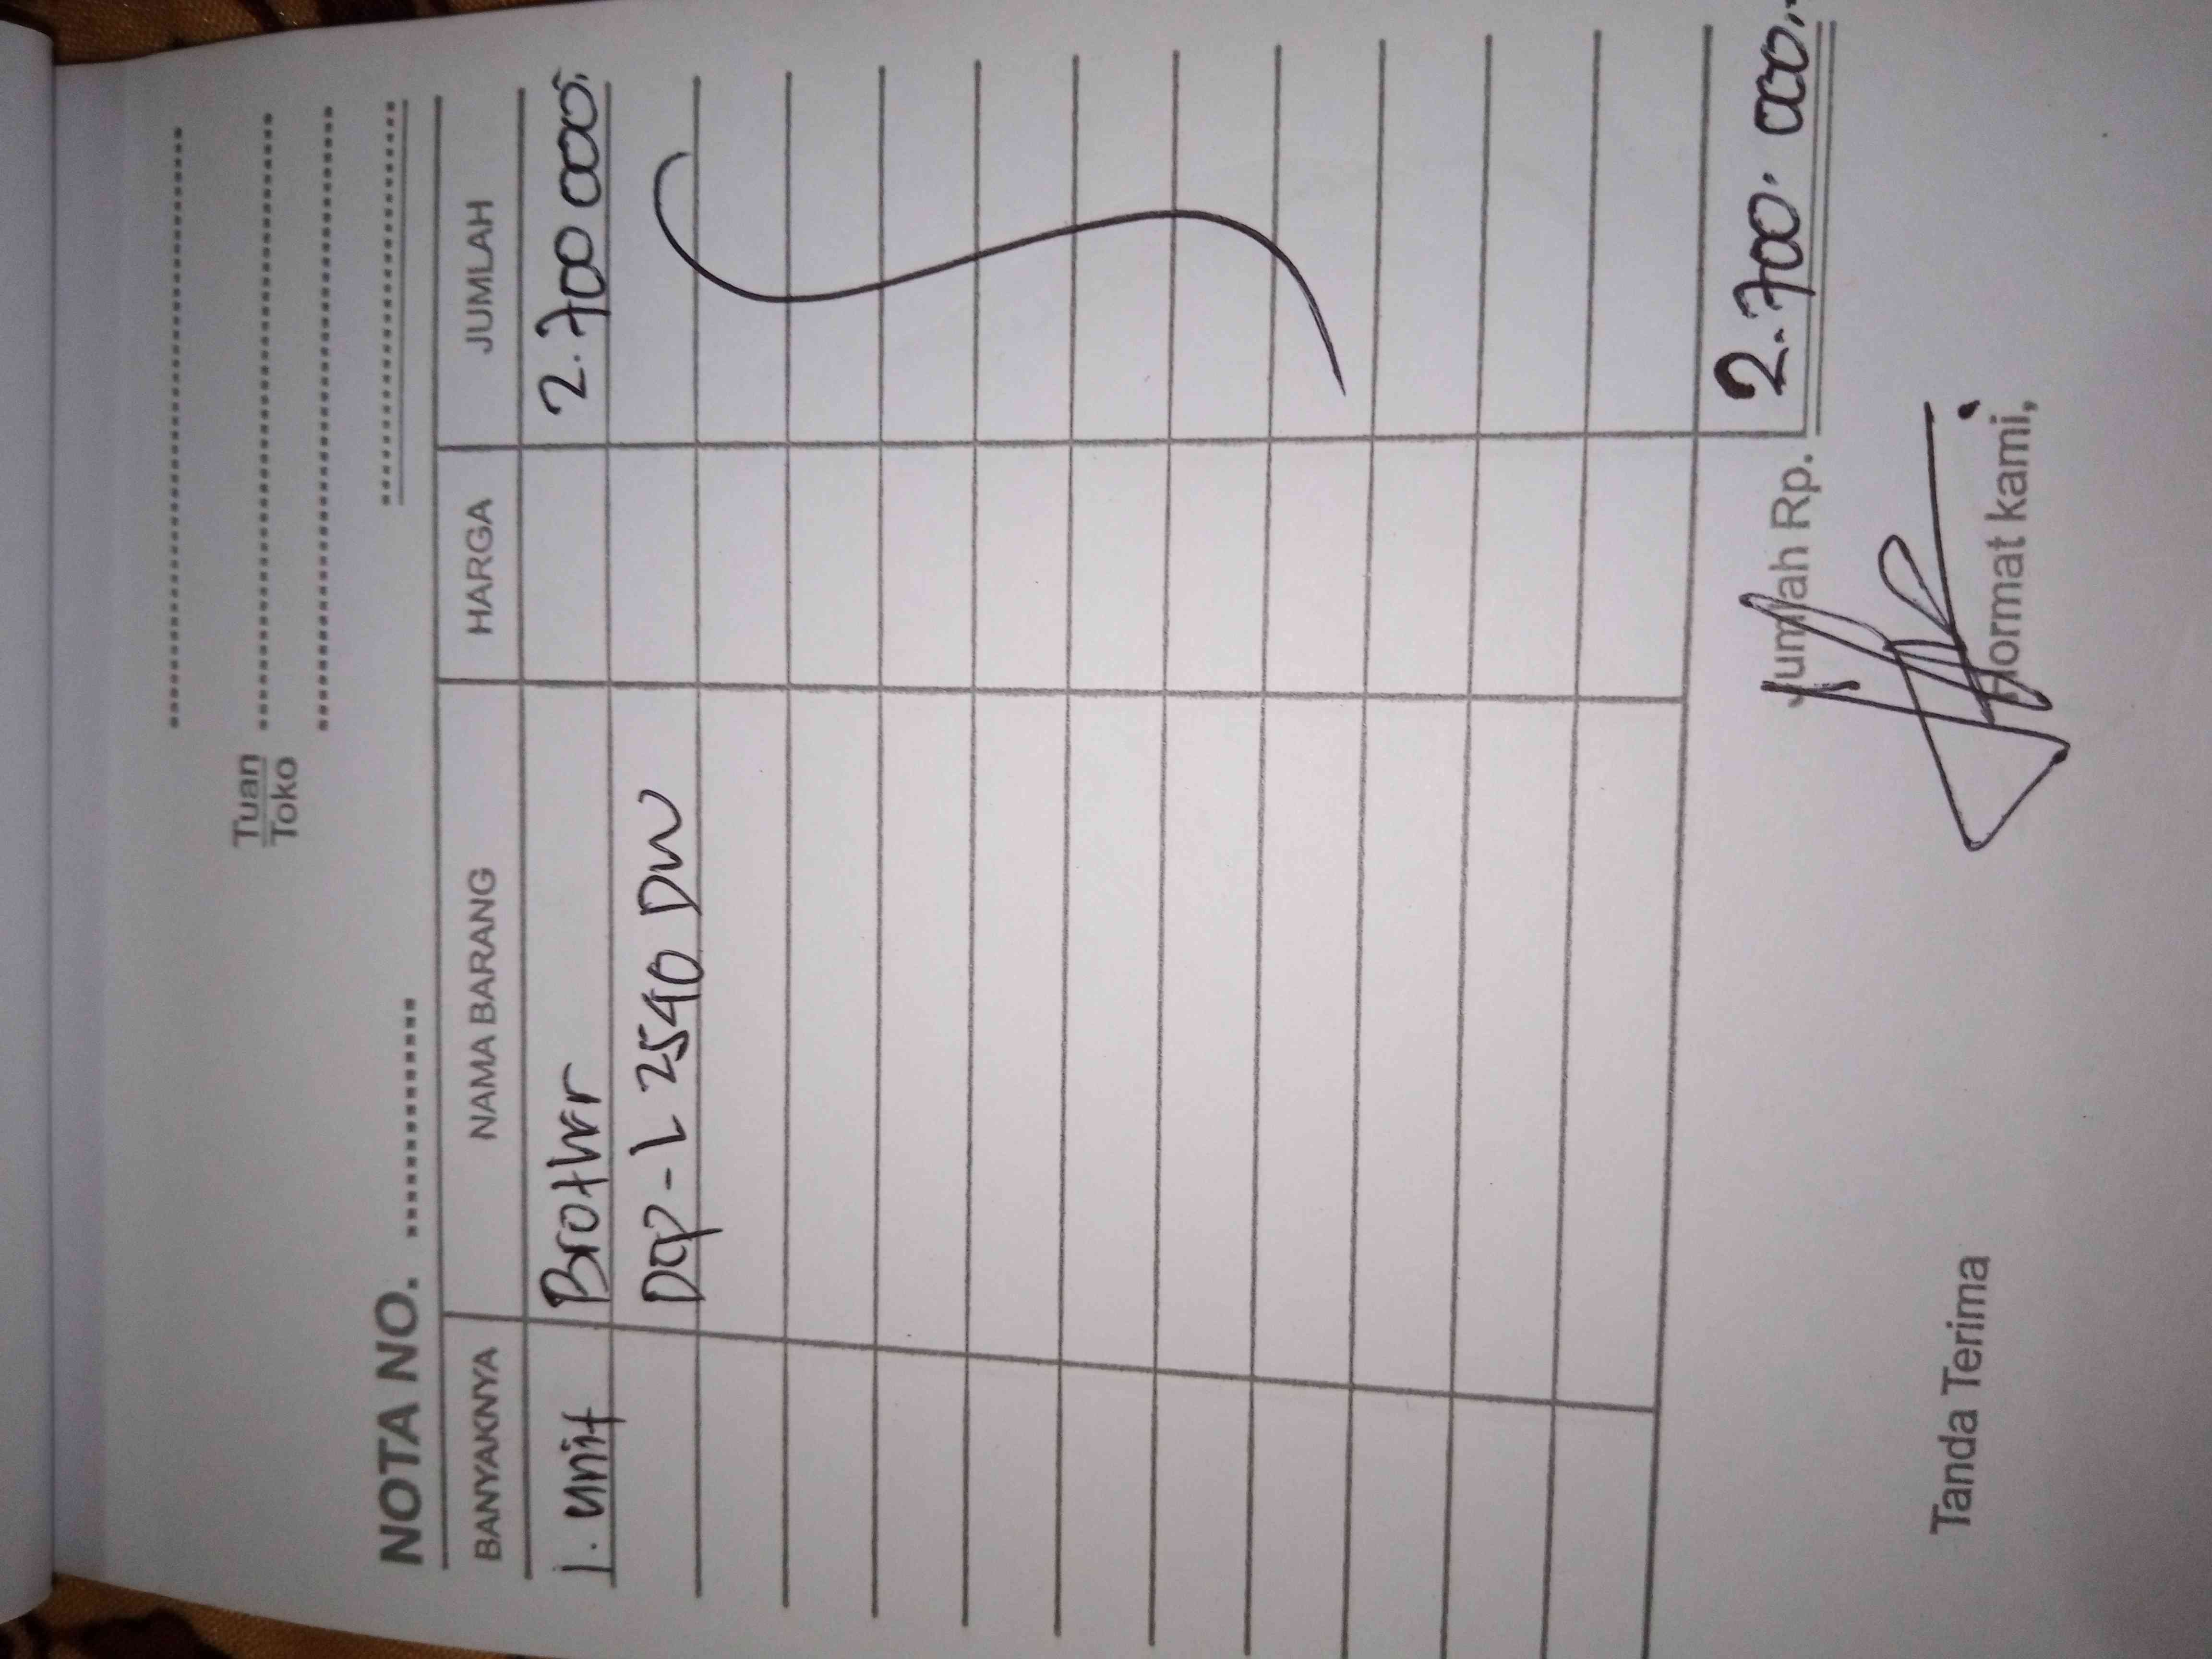 Tuan
Toko
NOTA NO.
BANYAKNYA NAMA BARANG HARGA JUMLAH
1. unit Brother 2.700 000,
Dcp-L 2540 DW
Jumlah Rp. 2.700.000,-
Tanda Terima Hormat kami,